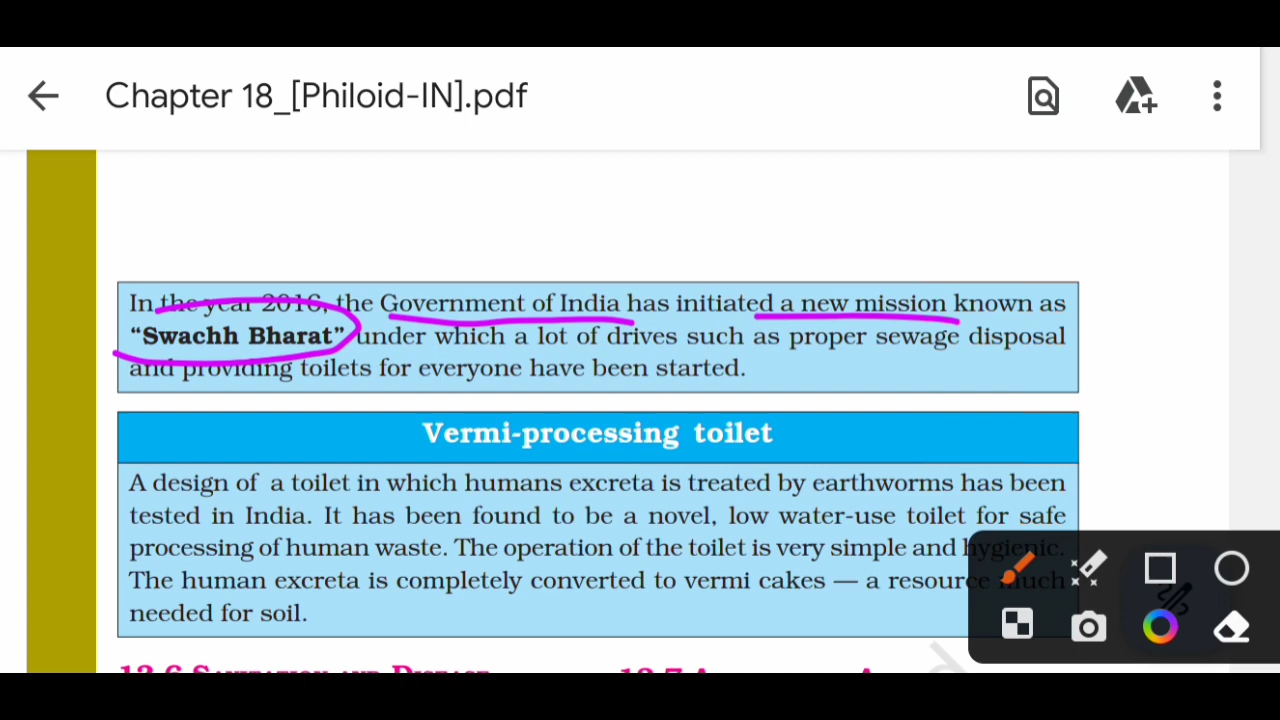 Chapter 18_[Philoid-IN].pdf
In the year 2016, the Government of India has initiated a new mission known as
“Swachh Bharat” under which a lot of drives such as proper sewage disposal
and providing toilets for everyone have been started.
Vermi-processing toilet
A design of a toilet in which humans excreta is treated by earthworms has been
tested in India. It has been found to be a novel, low water-use toilet for safe
processing of human waste. The operation of the toilet is very simple and hygienic.
The human excreta is completely converted to vermi cakes — a resource much
needed for soil.